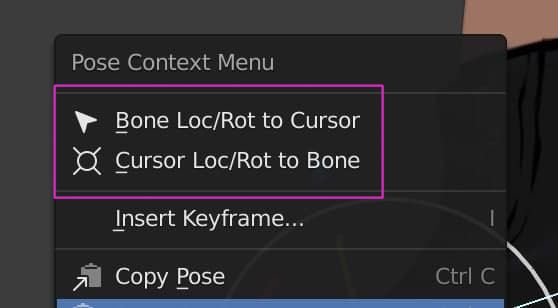 Pose Context Menu
Bone Loc/Rot to Cursor
Cursor Loc/Rot to Bone
Insert Keyframe... I
Copy Pose Ctrl C